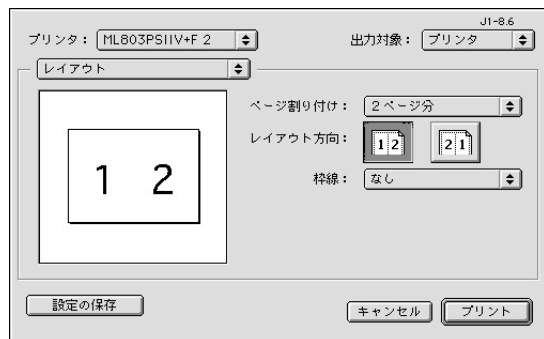 J1-8.6
プリンタ： ML803PSIIV+F 2 出力対象： プリンタ
レイアウト
ページ割り付け： 2 ページ分
レイアウト方向： 1 2 2 1
枠線： なし
1 2
設定の保存 キャンセル プリント